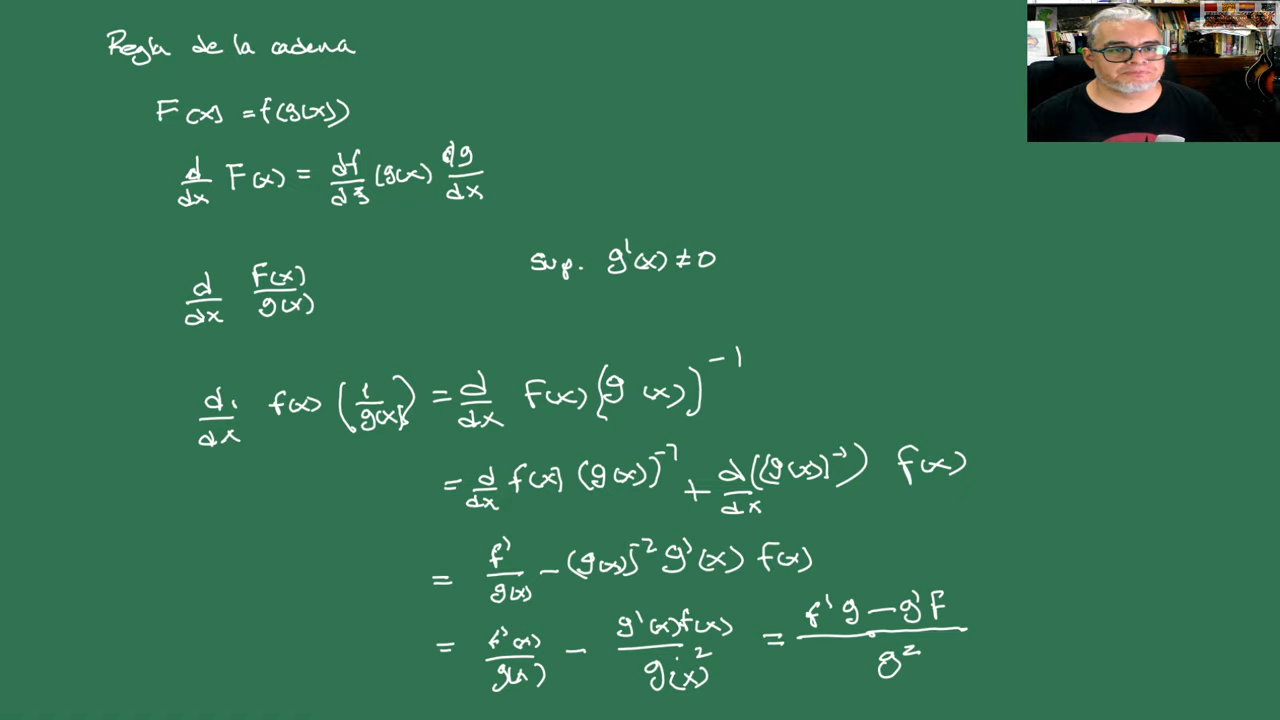 Regla de la cadena
F(x) = f(g(x))
d/dx F(x) = df/dξ (g(x)) dg/dx
d/dx F(x)/g(x)
sup. g'(x) ≠ 0
d/dx f(x) (1/g(x)) = d/dx F(x) (g(x))^-1
= d/dx f(x) (g(x))^-1 + d/dx ((g(x))^-1) f(x)
= f'/g(x) - (g(x))^-2 g'(x) f(x)
= f'(x)/g(x) - g'(x)f(x)/g(x)^2 = f'g - g'F/g^2